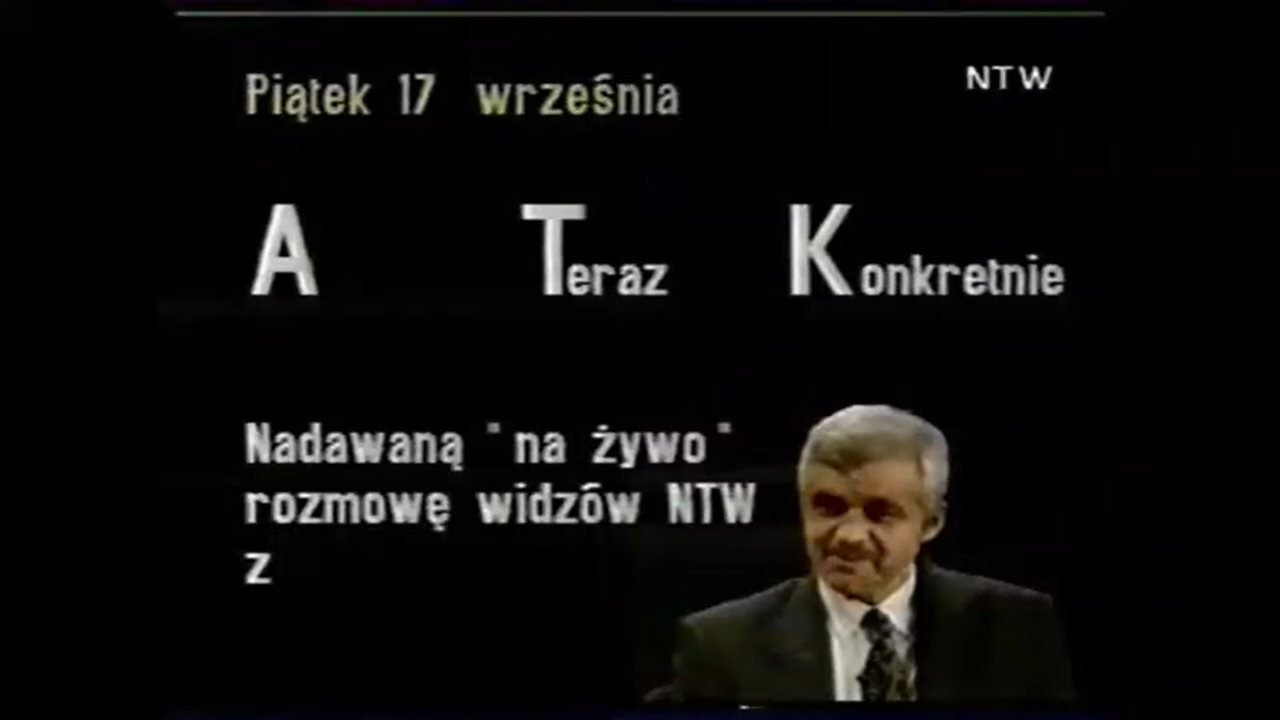 Piątek 17 września
NTW
A Teraz Konkretnie
Nadawaną "na żywo"
rozmowę widzów NTW
z